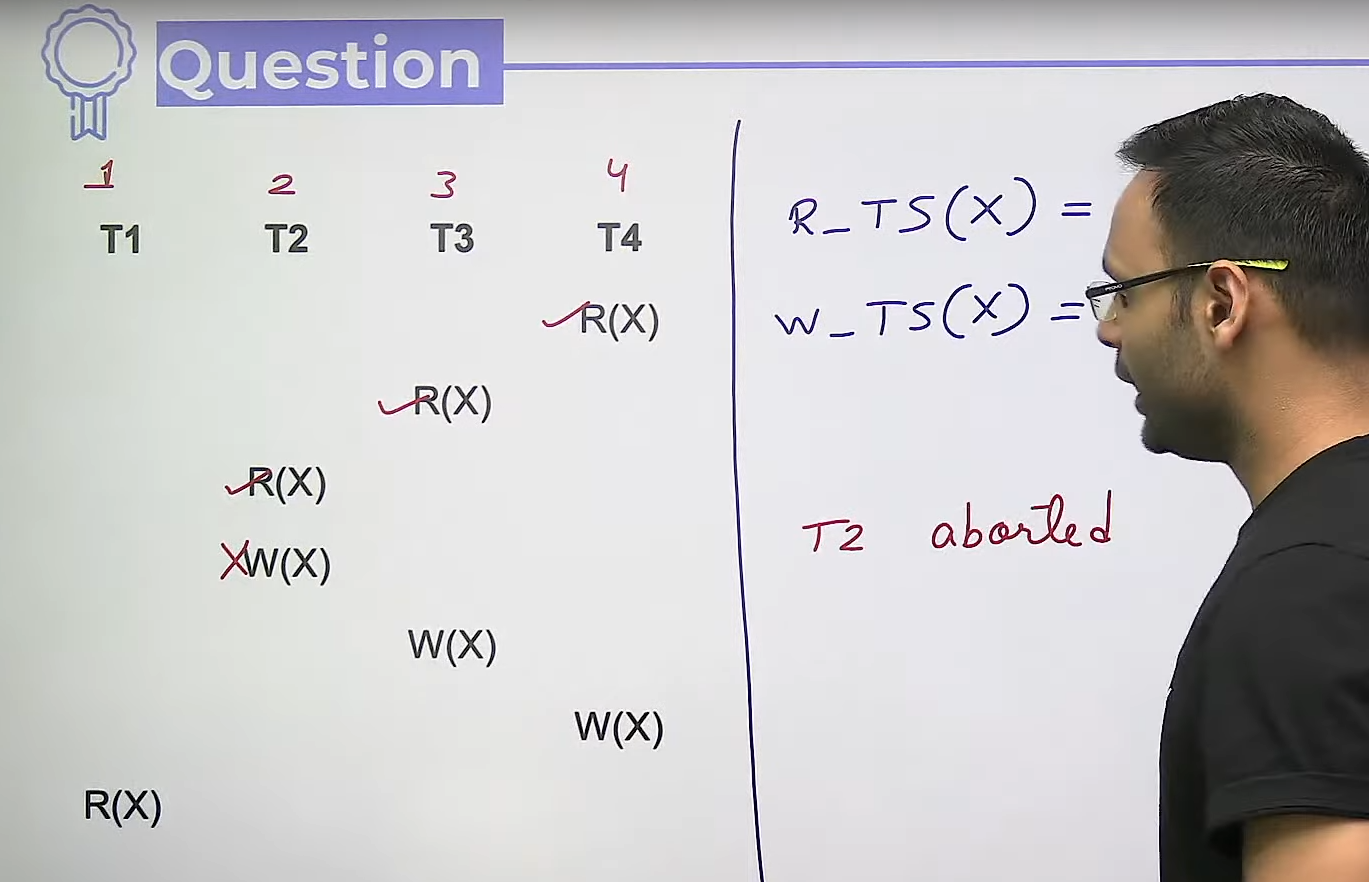 Question
1 2 3 4
T1 T2 T3 T4
R_TS(X) =
W_TS(X) =
R(X)
R(X)
R(X)
W(X)
T2 aborted
W(X)
W(X)
R(X)